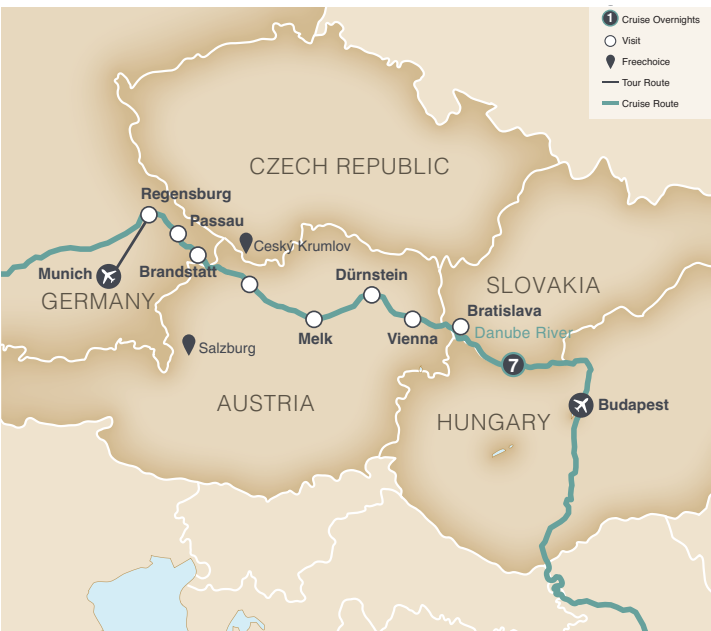 1 Cruise Overnights
Visit
Freechoice
Tour Route
Cruise Route
CZECH REPUBLIC
Regensburg
Passau
Cesky Krumlov
Munich
Brandstatt
Dürnstein
GERMANY
SLOVAKIA
Bratislava
Melk
Vienna
Danube River
Salzburg
7
AUSTRIA
Budapest
HUNGARY